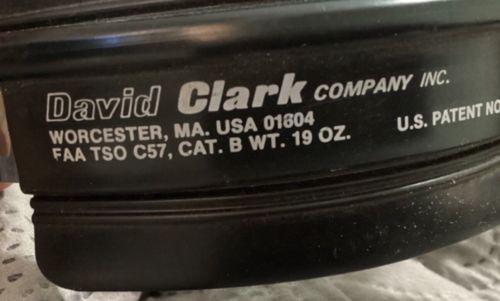 David Clark COMPANY INC.
WORCESTER, MA. USA 01604
FAA TSO C57, CAT. B WT. 19 OZ.
U.S. PATENT NO